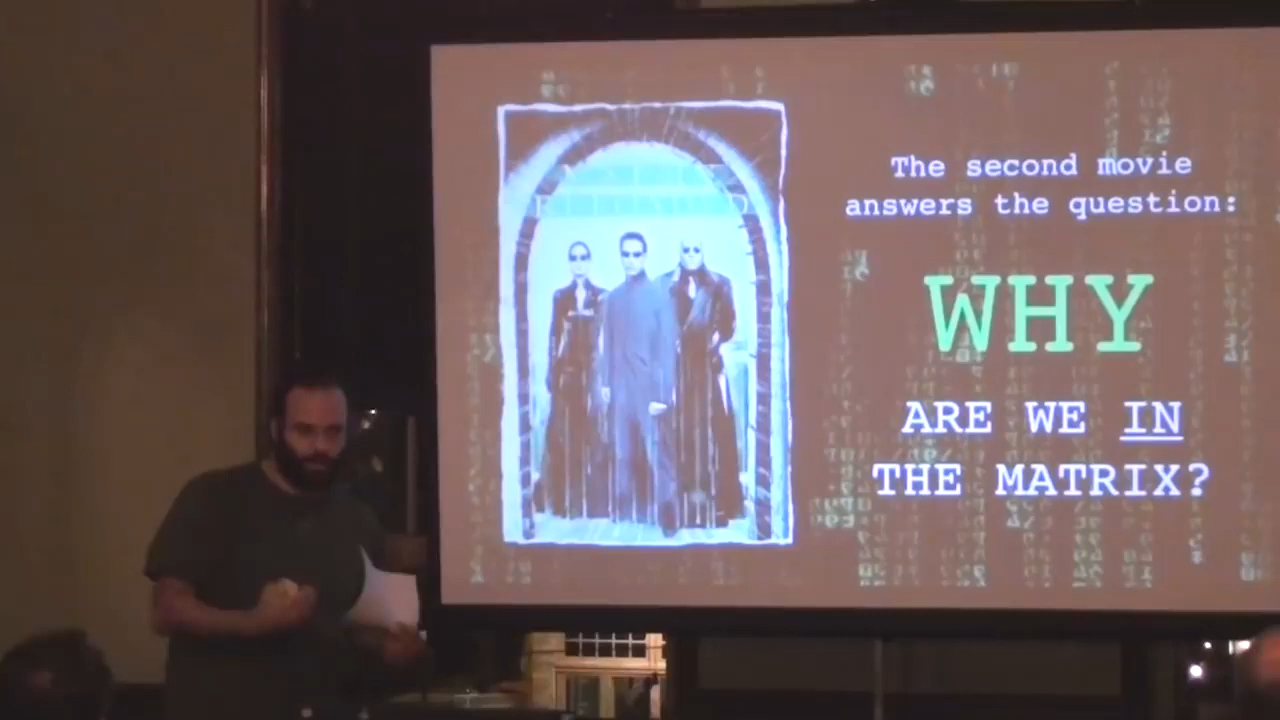 The second movie
answers the question:
WHY
ARE WE IN
THE MATRIX?